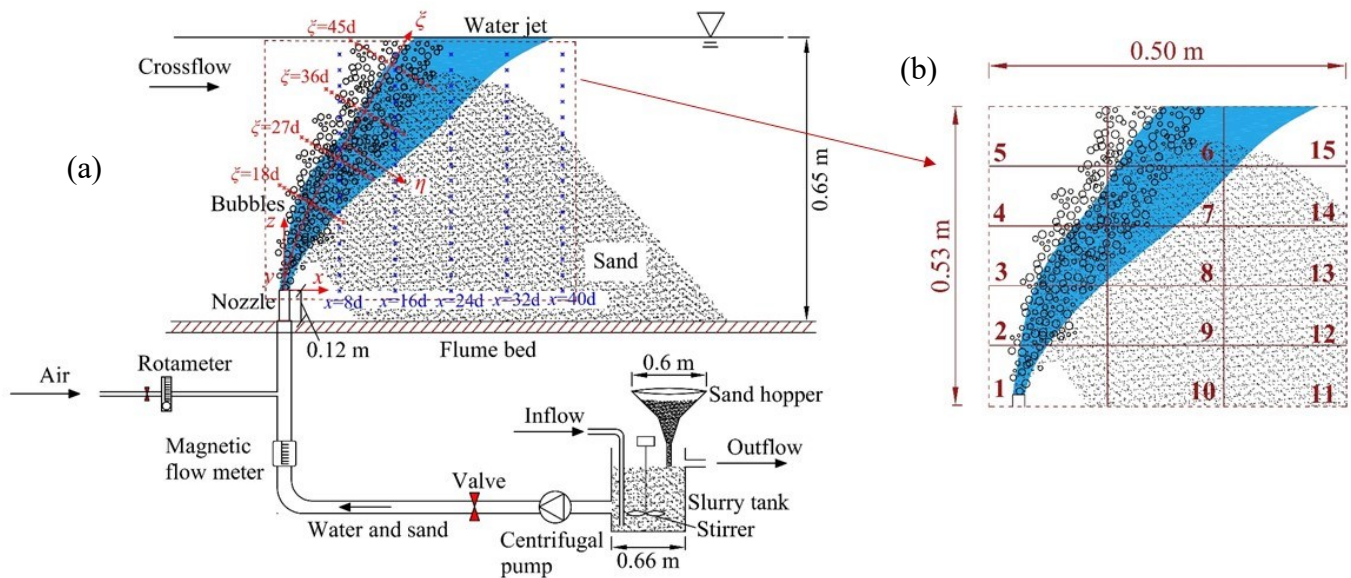 (a)
ξ=45d
ξ
Water jet
Crossflow
ξ=36d
ξ=27d
ξ=18d
η
Bubbles
z
y
x
Sand
Nozzle
x=8d
x=16d
x=24d
x=32d
x=40d
0.12 m
Flume bed
0.65 m
Air
Rotameter
Magnetic
flow meter
Water and sand
Valve
Centrifugal
pump
Inflow
0.6 m
Sand hopper
Outflow
Slurry tank
Stirrer
0.66 m
(b)
0.50 m
0.53 m
5
6
15
4
7
14
3
8
13
2
9
12
1
10
11